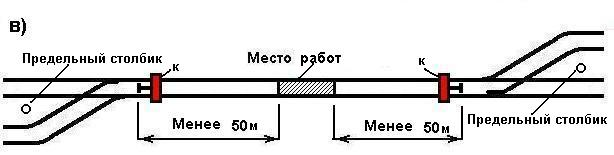 в)
Предельный столбик
к
Место работ
к
Предельный столбик
Менее 50м
Менее 50м